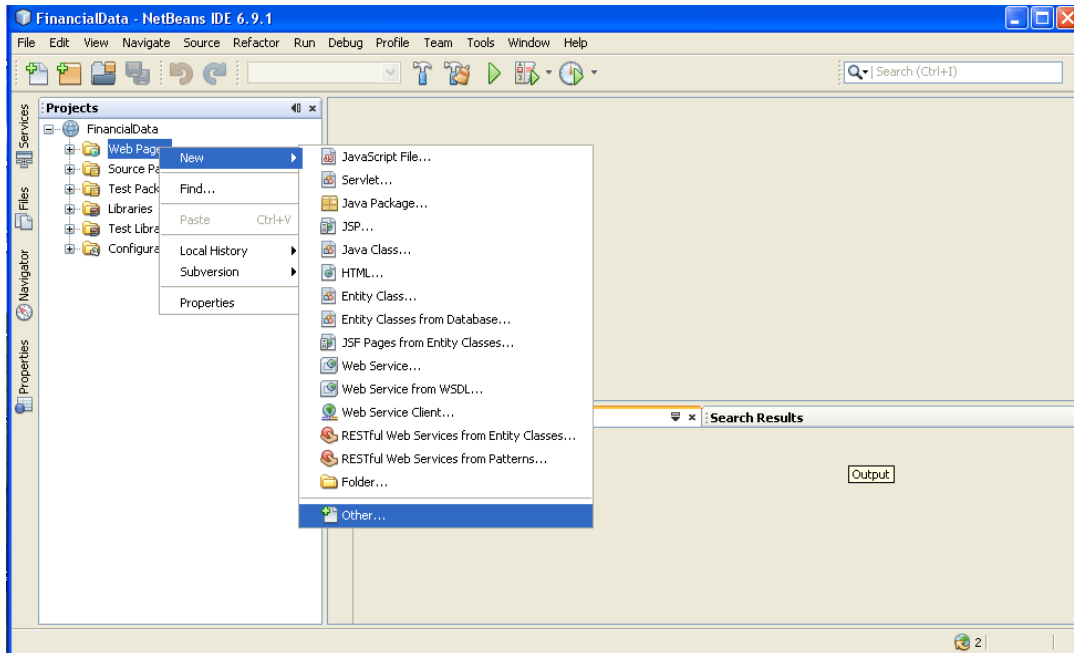 FinancialData - NetBeans IDE 6.9.1
File Edit View Navigate Source Refactor Run Debug Profile Team Tools Window Help
Search (Ctrl+I)
Services
Files
Navigator
Properties
Projects
FinancialData
Web Page
Source Pa
Test Pack
Libraries
Test Libra
Configura
New
Find...
Paste Ctrl+V
Local History
Subversion
Properties
JavaScript File...
Servlet...
Java Package...
JSP...
Java Class...
HTML...
Entity Class...
Entity Classes from Database...
JSF Pages from Entity Classes...
Web Service...
Web Service from WSDL...
Web Service Client...
RESTful Web Services from Entity Classes...
RESTful Web Services from Patterns...
Folder...
Other...
Search Results
Output
2